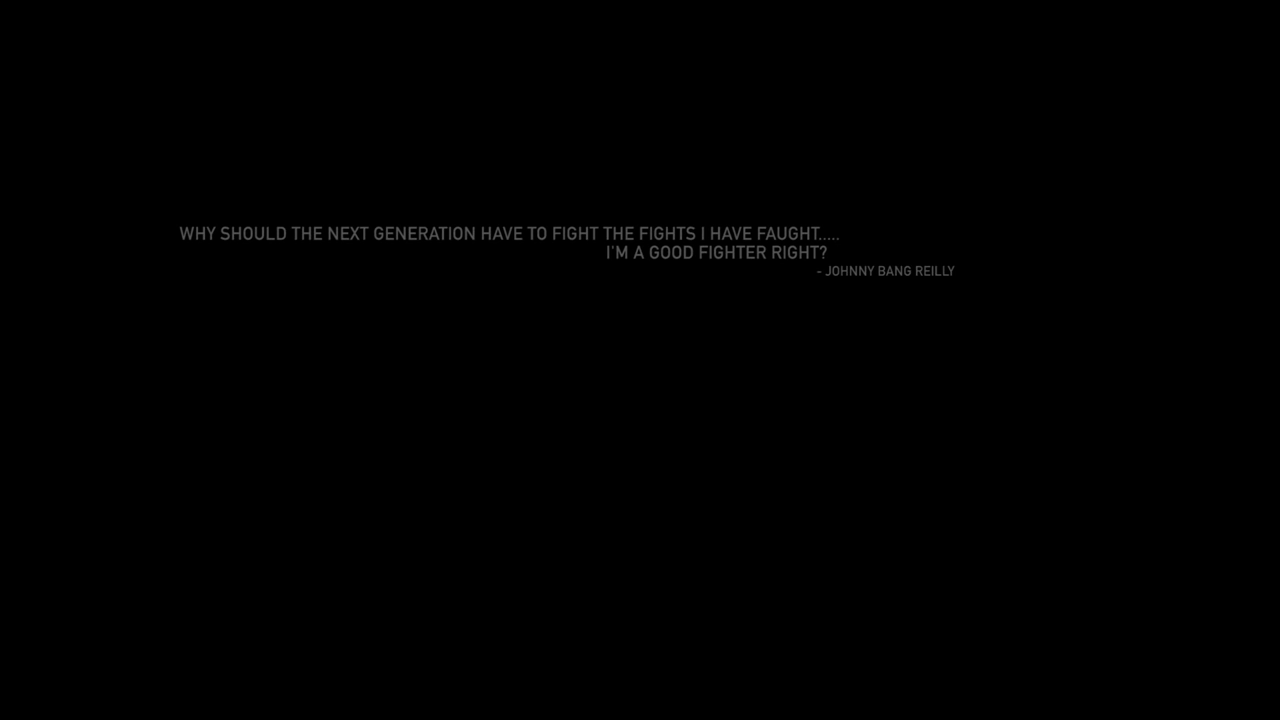 WHY SHOULD THE NEXT GENERATION HAVE TO FIGHT THE FIGHTS I HAVE FAUGHT.....
I'M A GOOD FIGHTER RIGHT?
- JOHNNY BANG REILLY